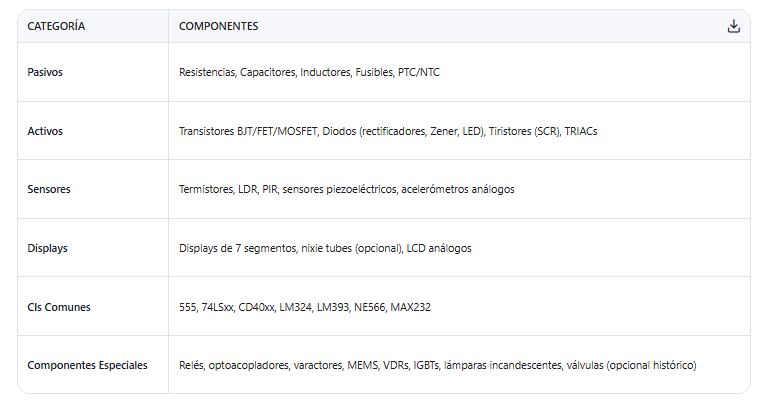 CATEGORÍA COMPONENTES
Pasivos Resistencias, Capacitores, Inductores, Fusibles, PTC/NTC
Activos Transistores BJT/FET/MOSFET, Diodos (rectificadores, Zener, LED), Tiristores (SCR), TRIACs
Sensores Termistores, LDR, PIR, sensores piezoeléctricos, acelerómetros análogos
Displays Displays de 7 segmentos, nixie tubes (opcional), LCD análogos
CIs Comunes 555, 74LSxx, CD40xx, LM324, LM393, NE566, MAX232
Componentes Especiales Relés, optoacopladores, varactores, MEMS, VDRs, IGBTs, lámparas incandescentes, válvulas (opcional histórico)